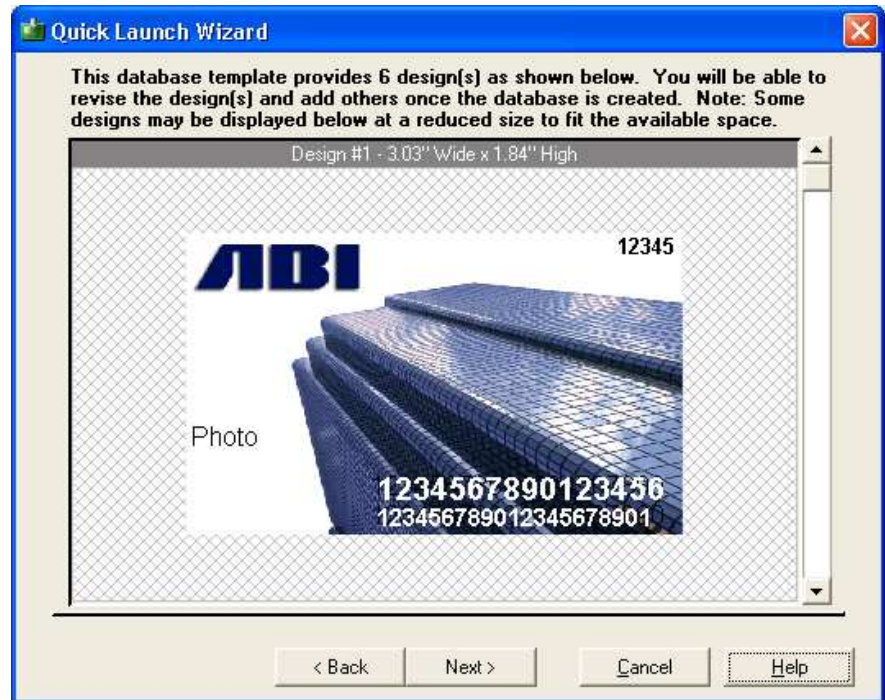 Quick Launch Wizard
This database template provides 6 design(s) as shown below. You will be able to
revise the design(s) and add others once the database is created. Note: Some
designs may be displayed below at a reduced size to fit the available space.
Design #1 - 3.03" Wide x 1.84" High
ABI
12345
Photo
1234567890123456
123456789012345678901
< Back
Next >
Cancel
Help